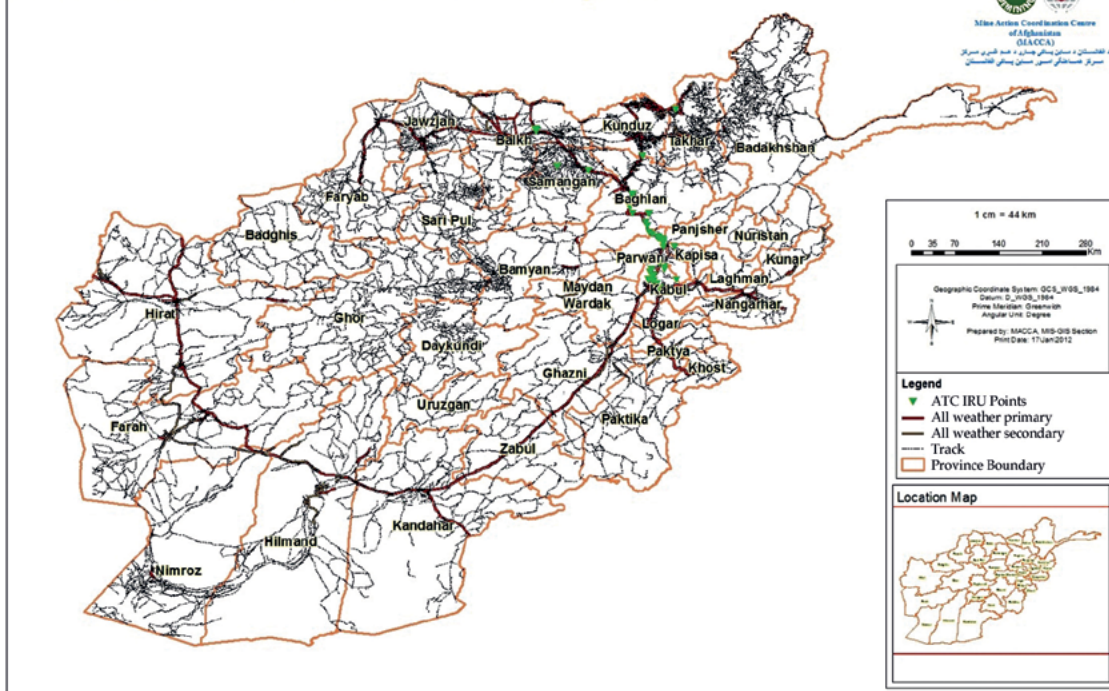 MINING
Mine Action Coordination Centre
of Afghanistan
(MACCA)
Jawzjan
Balkh
Kunduz
Takhar
Badakhshan
Samangan
Faryab
Baghlan
Sari Pul
Badghis
Panjsher
Nuristan
Parwan
Kapisa
Kunar
Bamyan
Laghman
Maydan
Wardak
Kabul
Nangarhar
Hirat
Ghor
Logar
Daykundi
Paktya
Ghazni
Khost
Uruzgan
Paktika
Farah
Zabul
Kandahar
Hilmand
Nimroz
1 cm = 44 km
0 35 70 140 210 280
Km
Geographic Coordinate System: GCS_WGS_1984
Datum: D_WGS_1984
Prime Meridian: Greenwich
Angular Unit: Degree
Prepared by: MACCA, MIS-GIS Section
Print Date: 17Jan2012
Legend
ATC IRU Points
All weather primary
All weather secondary
Track
Province Boundary
Location Map